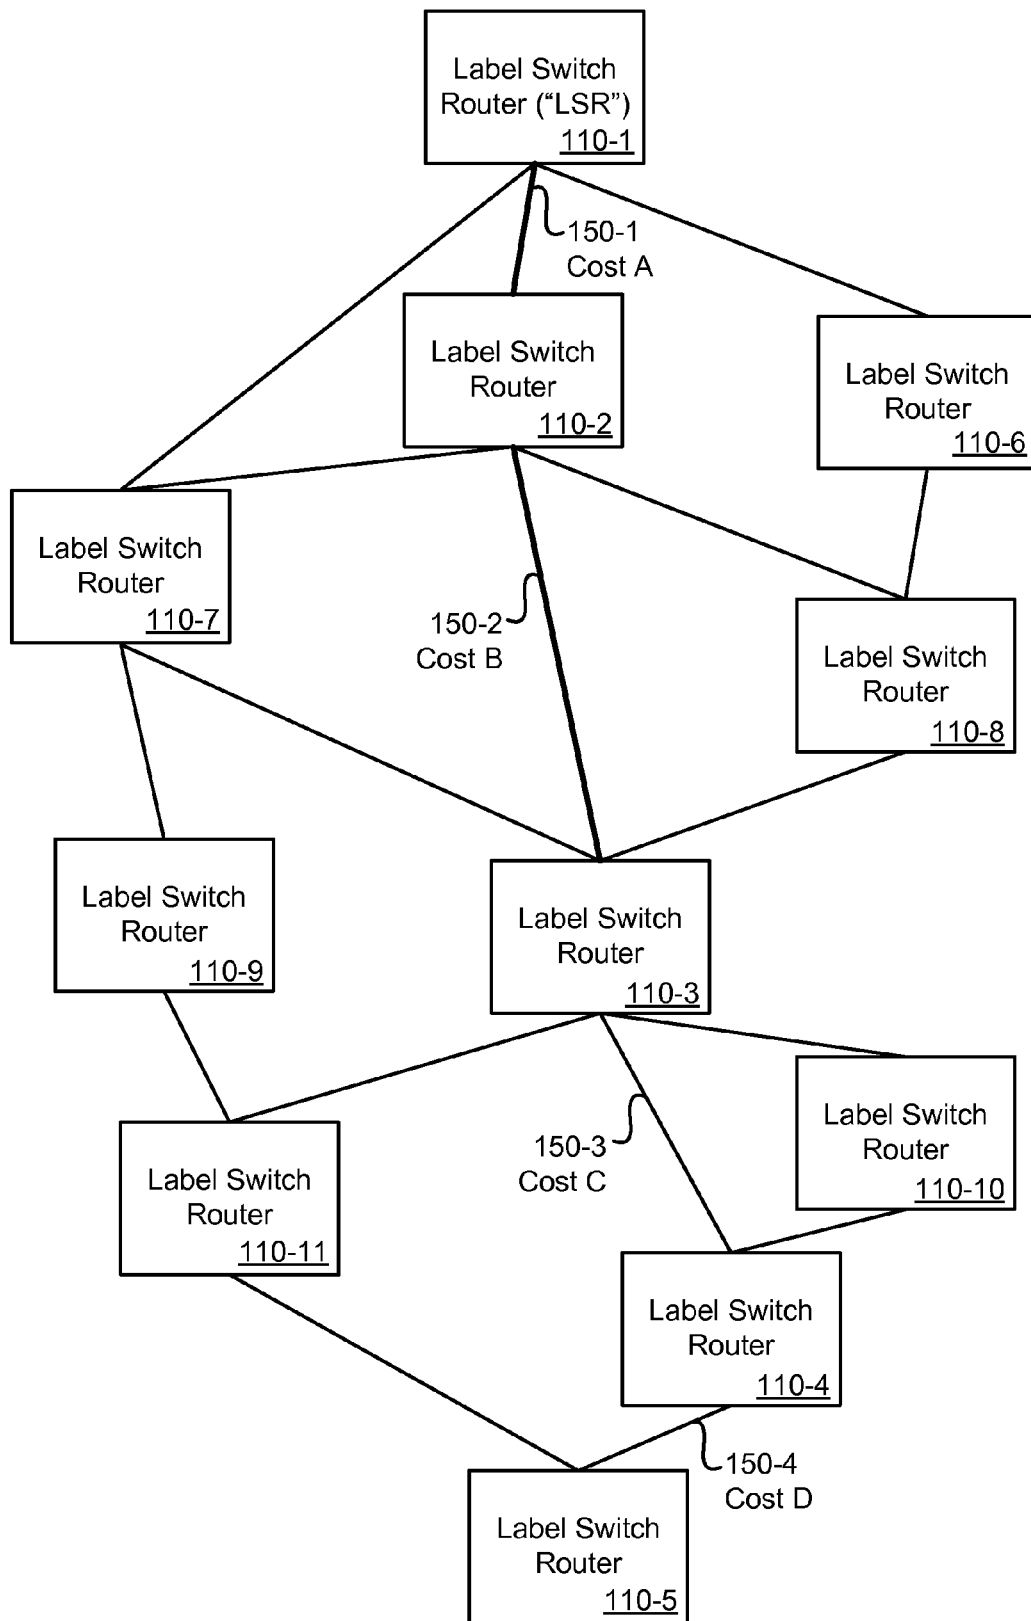 Label Switch
Router (“LSR”)
110-1
150-1
Cost A
Label Switch
Router
110-2
Label Switch
Router
110-6
Label Switch
Router
110-7
150-2
Cost B
Label Switch
Router
110-8
Label Switch
Router
110-9
Label Switch
Router
110-3
150-3
Cost C
Label Switch
Router
110-10
Label Switch
Router
110-11
Label Switch
Router
110-4
150-4
Cost D
Label Switch
Router
110-5